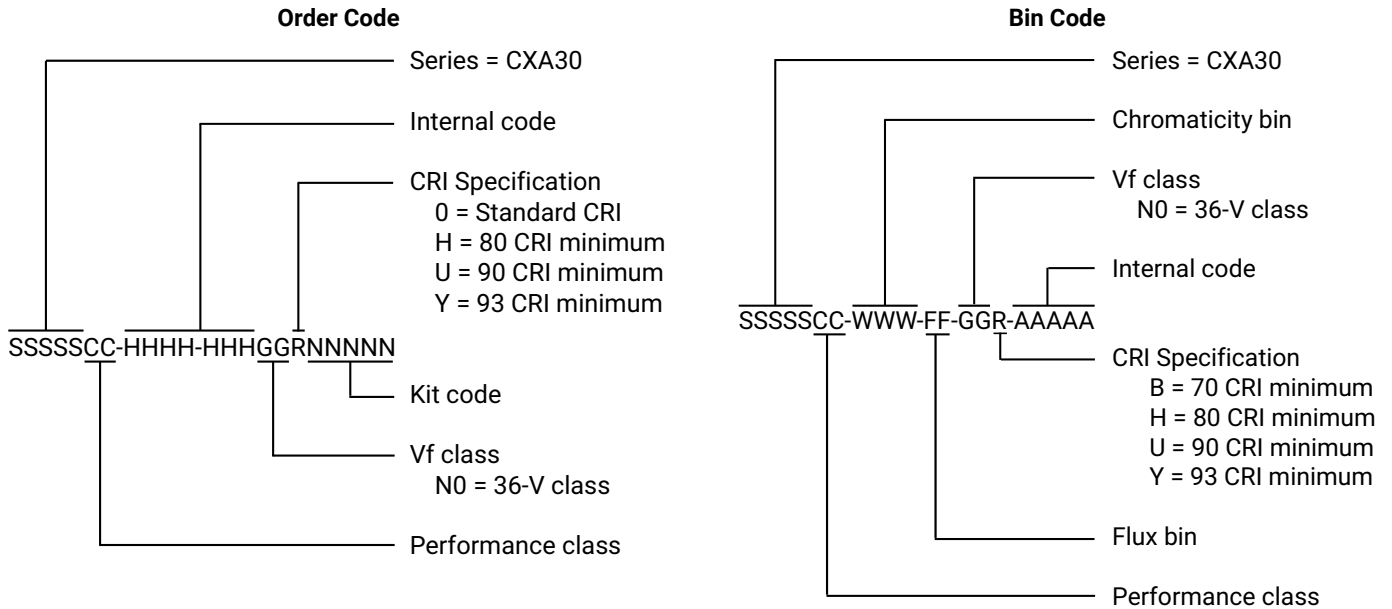 Order Code
Series = CXA30
Internal code
CRI Specification
0 = Standard CRI
H = 80 CRI minimum
U = 90 CRI minimum
Y = 93 CRI minimum
SSSSSCC-HHHH-HHHGGRNNNNN
Kit code
Vf class
N0 = 36-V class
Performance class
Bin Code
Series = CXA30
Chromaticity bin
Vf class
N0 = 36-V class
Internal code
SSSSSCC-WWW-FF-GGR-AAAAA
CRI Specification
B = 70 CRI minimum
H = 80 CRI minimum
U = 90 CRI minimum
Y = 93 CRI minimum
Flux bin
Performance class